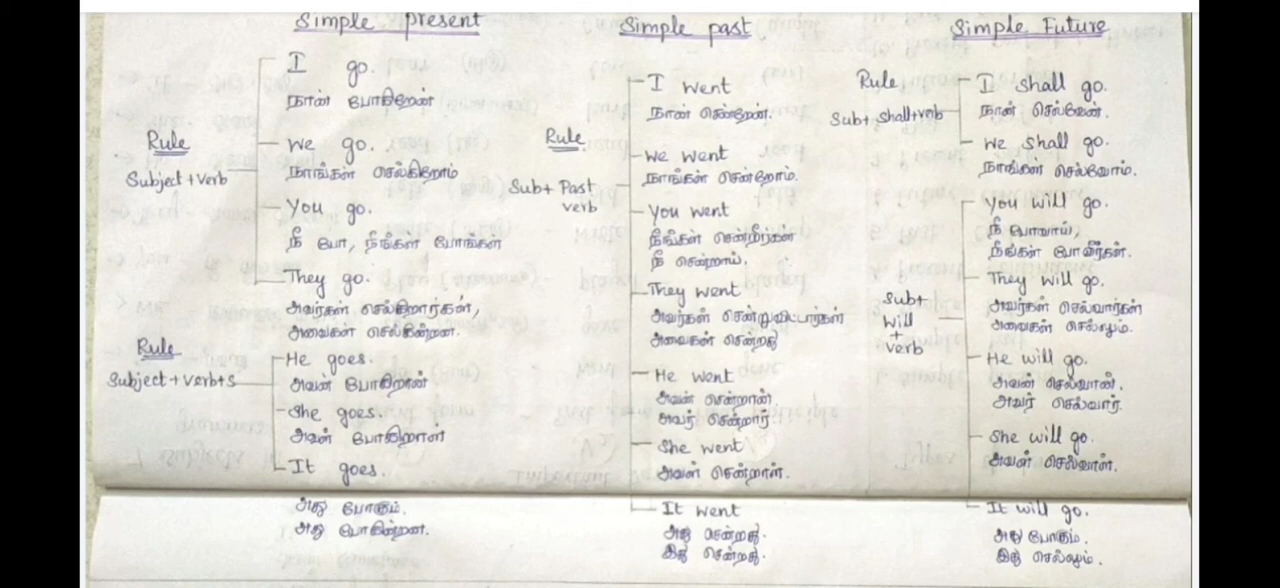 Simple present
I go.
நான் போகிறேன்
Rule
Subject + verb
We go.
நாங்கள் செல்கிறோம்
You go.
நீ போ, நீங்கள் போங்கள்
They go.
அவர்கள் செல்கிறார்கள்,
அவைகள் செல்கின்றன.
Rule
Subject + verb + s
He goes.
அவன் போகிறான்
She goes.
அவள் போகிறாள்
It goes.
அது போகும்.
அது போகின்றன.
Simple past
I went
நான் சென்றேன்.
Rule
Sub + Past
verb
We went
நாங்கள் சென்றோம்.
You went
நீங்கள் சென்றீர்கள்
நீ சென்றாய்.
They went
அவர்கள் சென்றுவிட்டார்கள்
அவைகள் சென்றது
He went
அவன் சென்றான்
அவர் சென்றார்
She went
அவள் சென்றாள்.
It went
அது சென்றது.
இது சென்றது.
Simple Future
Rule
Sub + shall + verb
I shall go.
நான் செல்வேன்.
We shall go.
நாங்கள் செல்வோம்.
You will go.
நீ போவாய்,
நீங்கள் போவீர்கள்.
They will go.
அவர்கள் செல்வார்கள்
அவைகள் செல்லும்.
Sub +
will
+
verb
He will go.
அவன் செல்வான்.
அவர் செல்வார்.
She will go.
அவள் செல்வாள்.
It will go.
அது போகும்.
இது செல்லும்.